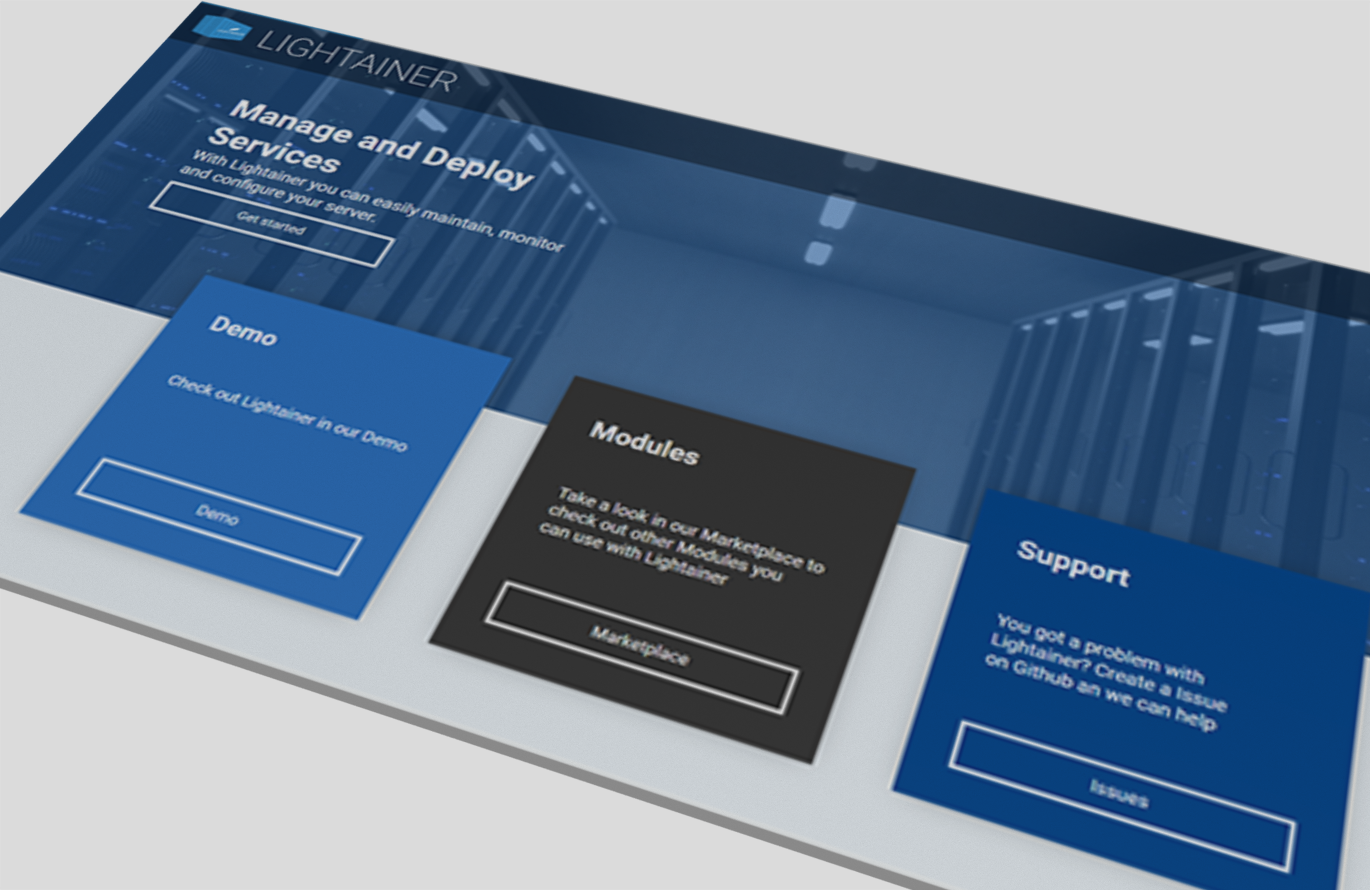 LIGHTAINER
Manage and Deploy
Services
With Lightainer you can easily maintain, monitor
and configure your server.
Get started
Demo
Check out Lightainer in our Demo
Demo
Modules
Take a look in our Marketplace to
check out other Modules you
can use with Lightainer
Marketplace
Support
You got a problem with
Lightainer? Create a Issue
on Github an we can help
Issues